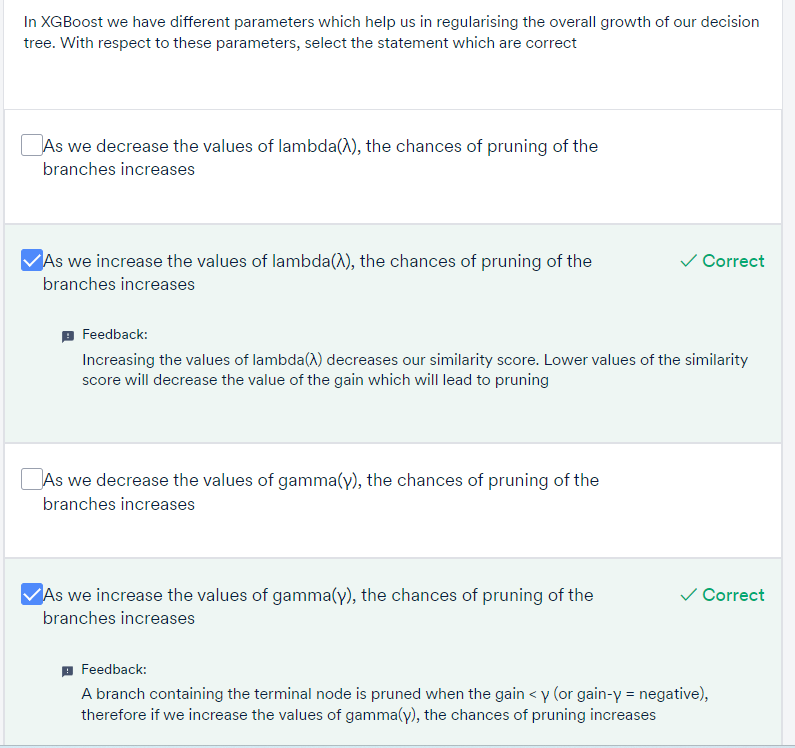 In XGBoost we have different parameters which help us in regularising the overall growth of our decision
tree. With respect to these parameters, select the statement which are correct
As we decrease the values of lambda(λ), the chances of pruning of the
branches increases
As we increase the values of lambda(λ), the chances of pruning of the
branches increases
Correct
Feedback:
Increasing the values of lambda(λ) decreases our similarity score. Lower values of the similarity
score will decrease the value of the gain which will lead to pruning
As we decrease the values of gamma(γ), the chances of pruning of the
branches increases
As we increase the values of gamma(γ), the chances of pruning of the
branches increases
Correct
Feedback:
A branch containing the terminal node is pruned when the gain < γ (or gain-γ = negative),
therefore if we increase the values of gamma(γ), the chances of pruning increases